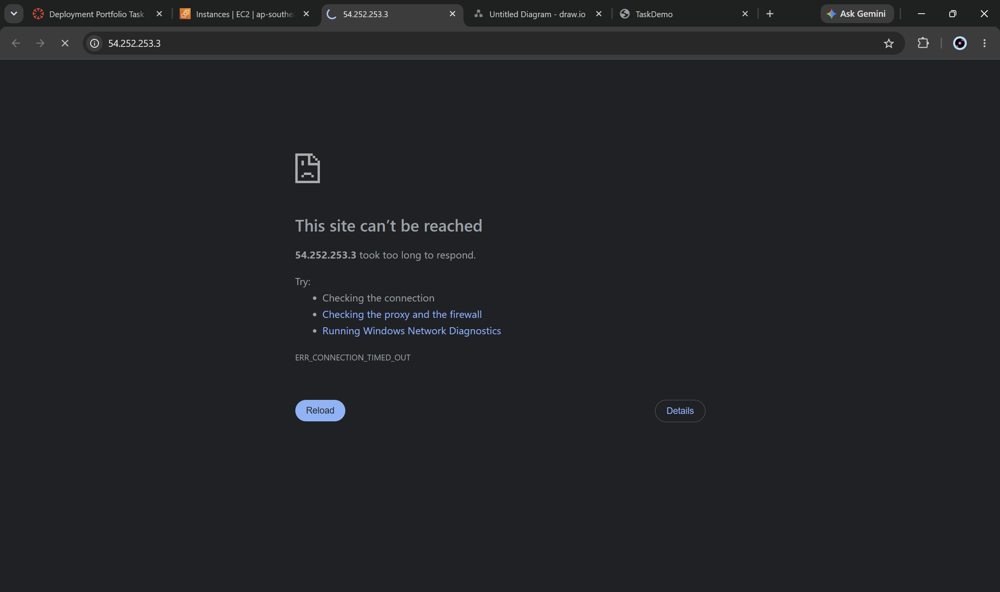 Deployment Portfolio Task
Instances | EC2 | ap-southe
54.252.253.3
Untitled Diagram - draw.io
TaskDemo
Ask Gemini
54.252.253.3
This site can’t be reached
54.252.253.3 took too long to respond.
Try:
Checking the connection
Checking the proxy and the firewall
Running Windows Network Diagnostics
ERR_CONNECTION_TIMED_OUT
Reload
Details